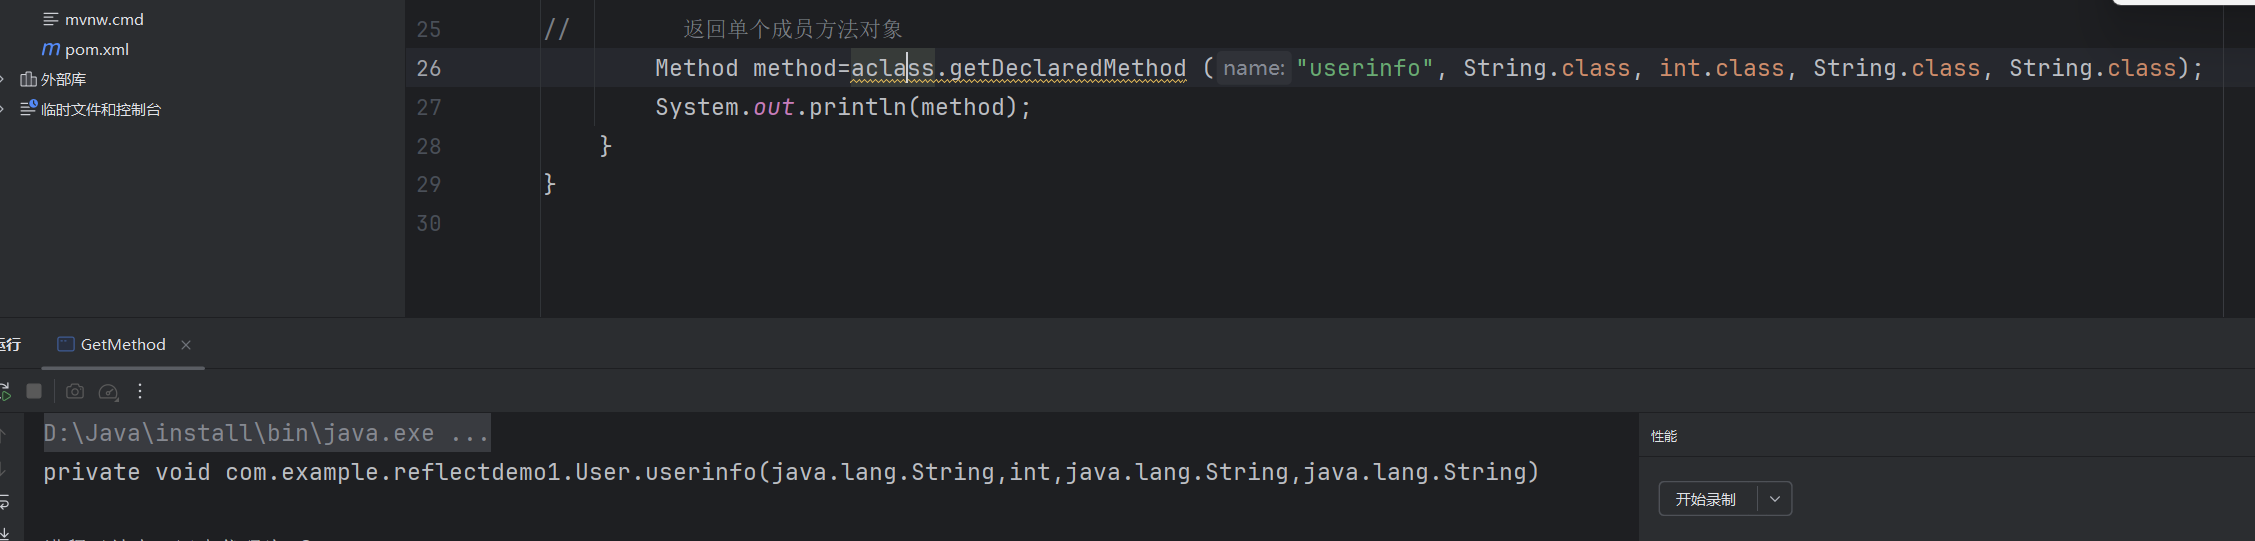 mvnw.cmd
pom.xml
外部库
临时文件和控制台
25 // 返回单个成员方法对象
26 Method method=aclass.getDeclaredMethod ( name: "userinfo", String.class, int.class, String.class, String.class);
27 System.out.println(method);
28 }
29 }
30
运行 GetMethod
D:\Java\install\bin\java.exe ...
private void com.example.reflectdemo1.User.userinfo(java.lang.String,int,java.lang.String,java.lang.String)
性能
开始录制